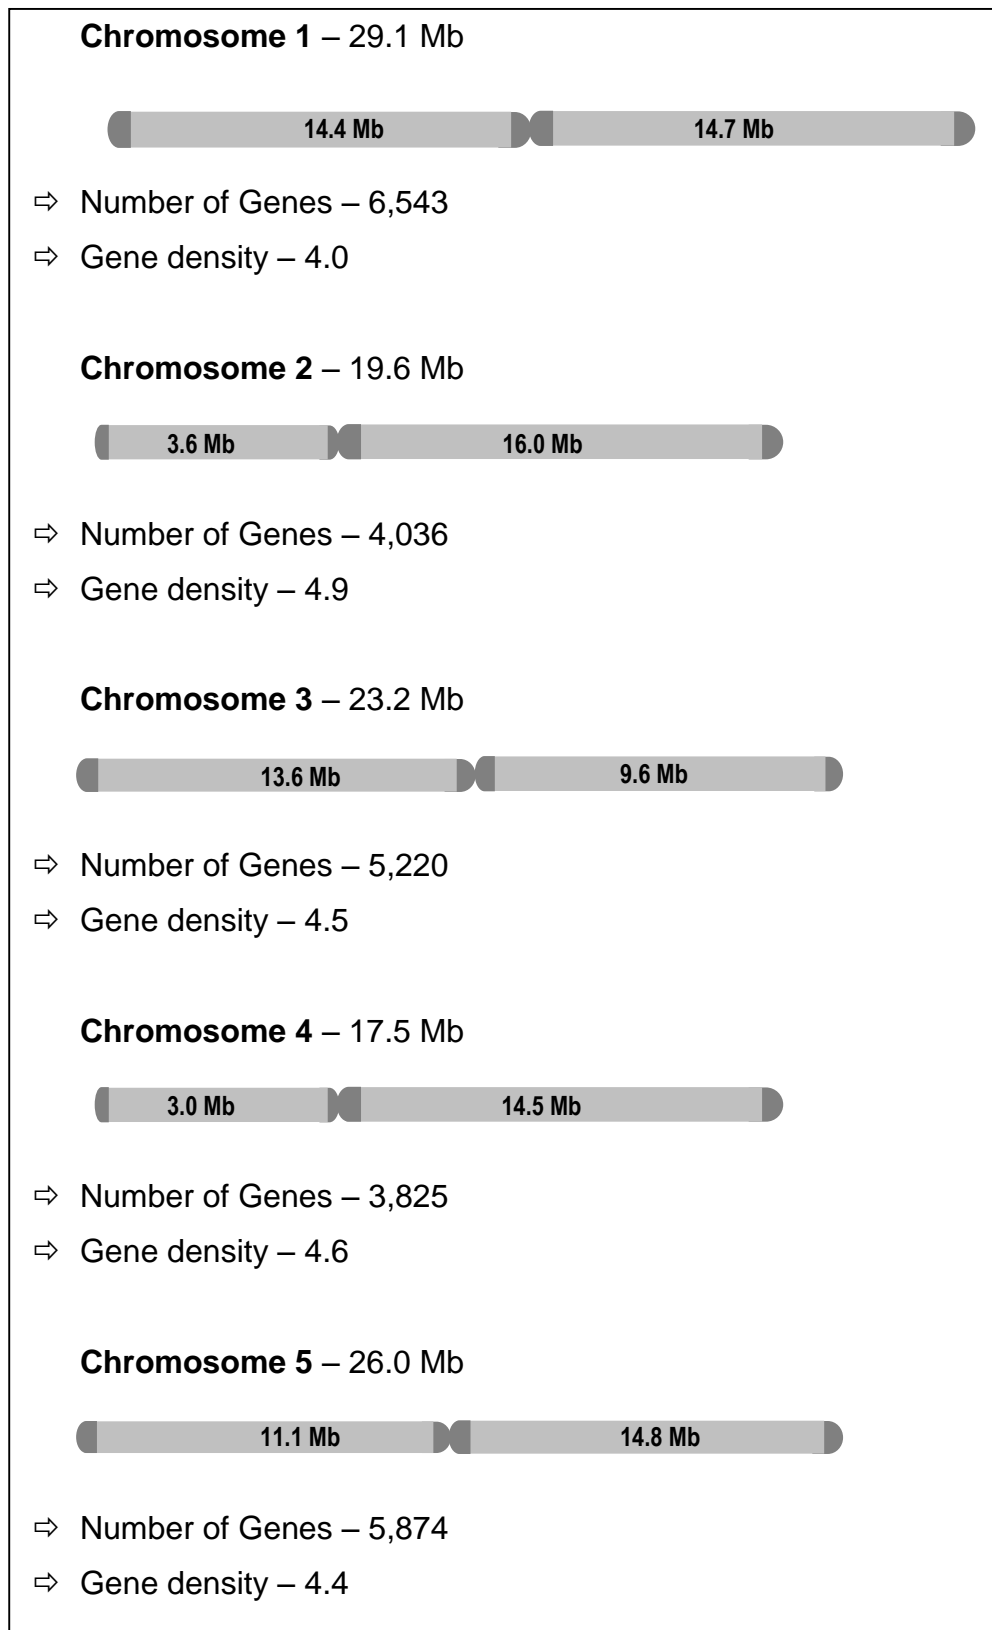 Chromosome 1 – 29.1 Mb
14.4 Mb 14.7 Mb
⇨ Number of Genes – 6,543
⇨ Gene density – 4.0
Chromosome 2 – 19.6 Mb
3.6 Mb 16.0 Mb
⇨ Number of Genes – 4,036
⇨ Gene density – 4.9
Chromosome 3 – 23.2 Mb
13.6 Mb 9.6 Mb
⇨ Number of Genes – 5,220
⇨ Gene density – 4.5
Chromosome 4 – 17.5 Mb
3.0 Mb 14.5 Mb
⇨ Number of Genes – 3,825
⇨ Gene density – 4.6
Chromosome 5 – 26.0 Mb
11.1 Mb 14.8 Mb
⇨ Number of Genes – 5,874
⇨ Gene density – 4.4